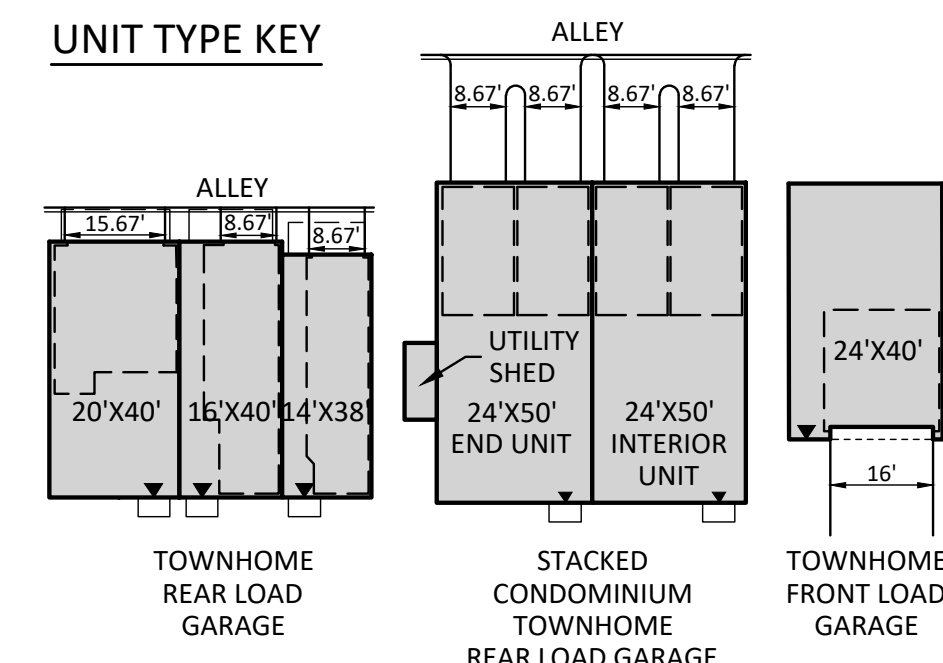 UNIT TYPE KEY
ALLEY
15.67'
8.67'
8.67'
20'X40'
16'X40'
14'X38'
TOWNHOME
REAR LOAD
GARAGE
ALLEY
8.67'
8.67'
8.67'
8.67'
UTILITY
SHED
24'X50'
END UNIT
24'X50'
INTERIOR
UNIT
STACKED
CONDOMINIUM
TOWNHOME
REAR LOAD GARAGE
24'X40'
16'
TOWNHOME
FRONT LOAD
GARAGE